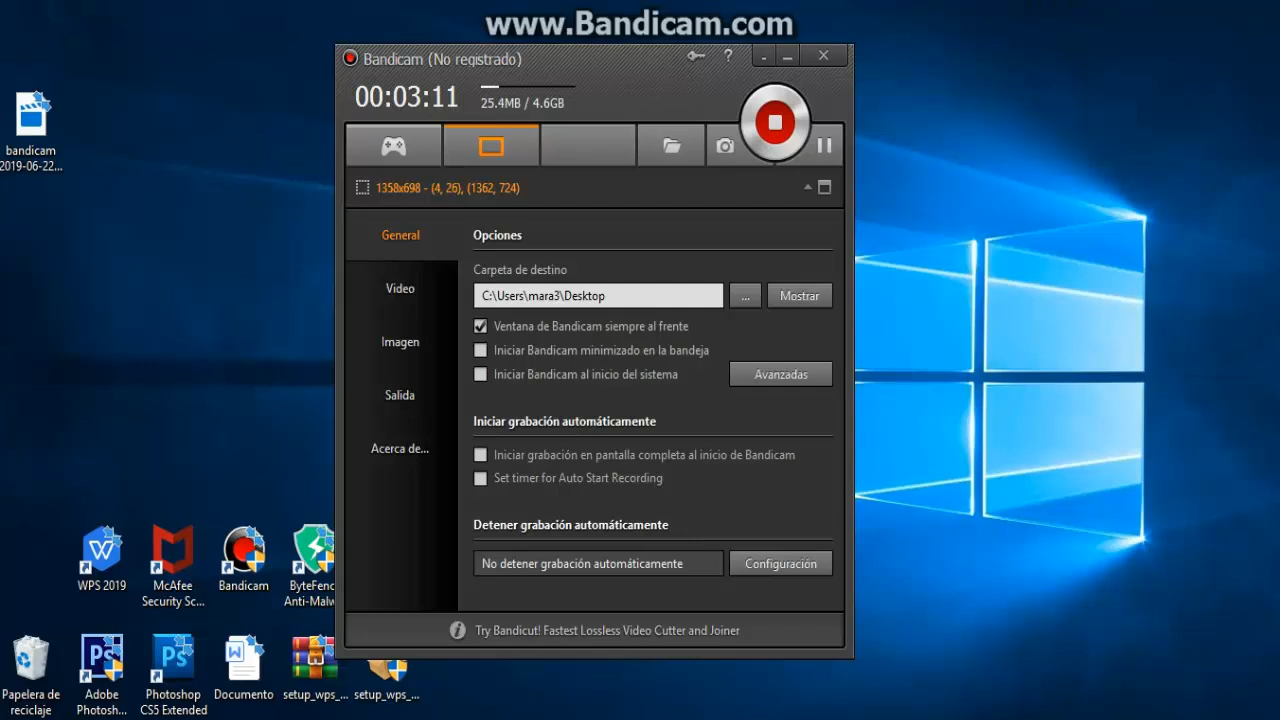 www.Bandicam.com
Bandicam (No registrado)
?
00:03:11
25.4MB / 4.6GB
bandicam
2019-06-22...
1358x698 - (4, 26), (1362, 724)
General
Video
Imagen
Salida
Acerca de...
Opciones
Carpeta de destino
C:\Users\mara3\Desktop
...
Mostrar
Ventana de Bandicam siempre al frente
Iniciar Bandicam minimizado en la bandeja
Iniciar Bandicam al inicio del sistema
Avanzadas
Iniciar grabación automáticamente
Iniciar grabación en pantalla completa al inicio de Bandicam
Set timer for Auto Start Recording
Detener grabación automáticamente
No detener grabación automáticamente
Configuración
Try Bandicut! Fastest Lossless Video Cutter and Joiner
WPS 2019
McAfee
Security Sc...
Bandicam
ByteFenc
Anti-Malw
Papelera de
reciclaje
Ps
Adobe
Photosh...
Ps
Photoshop
CS5 Extended
W
Documento
setup_wps_...
setup_wps_...